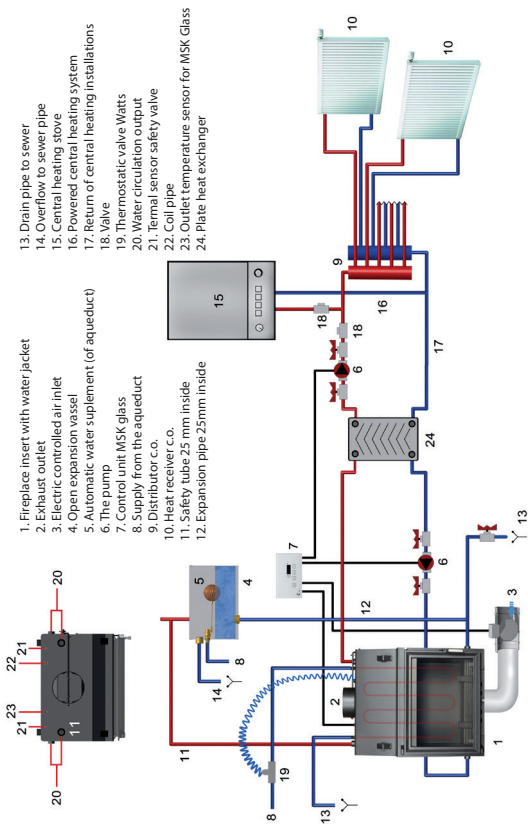 1. Fireplace insert with water jacket
2. Exhaust outlet
3. Electric controlled air inlet
4. Open expansion vassel
5. Automatic water suplement (of aqueduct)
6. The pump
7. Control unit MSK glass
8. Supply from the aqueduct
9. Distributor c.o.
10. Heat receiver c.o.
11. Safety tube 25 mm inside
12. Expansion pipe 25mm inside
13. Drain pipe to sewer
14. Overflow to sewer pipe
15. Central heating stove
16. Powered central heating system
17. Return of central heating installations
18. Valve
19. Thermostatic valve Watts
20. Water circulation output
21. Termal sensor safety valve
22. Coil pipe
23. Outlet temperature sensor for MSK Glass
24. Plate heat exchanger
20
21
23
22
21
20
11
11
14
8
5
4
7
15
18
18
9
10
10
16
6
17
24
12
13
6
3
2
19
8
13
1